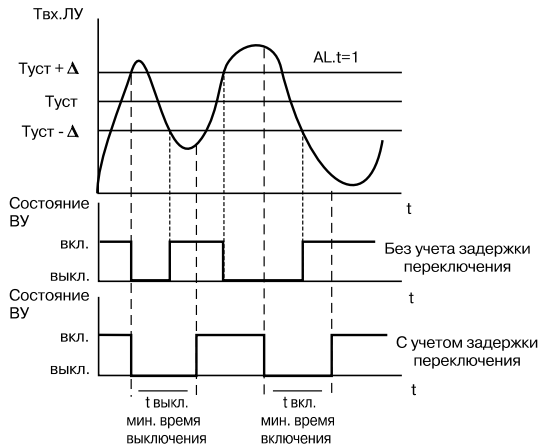 Твх.ЛУ
AL.t=1
Туст + Δ
Туст
Туст - Δ
t
Состояние
ВУ
вкл.
выкл.
Без учета задержки
переключения
t
Состояние
ВУ
вкл.
выкл.
С учетом задержки
переключения
t
t выкл.
мин. время
выключения
t вкл.
мин. время
включения